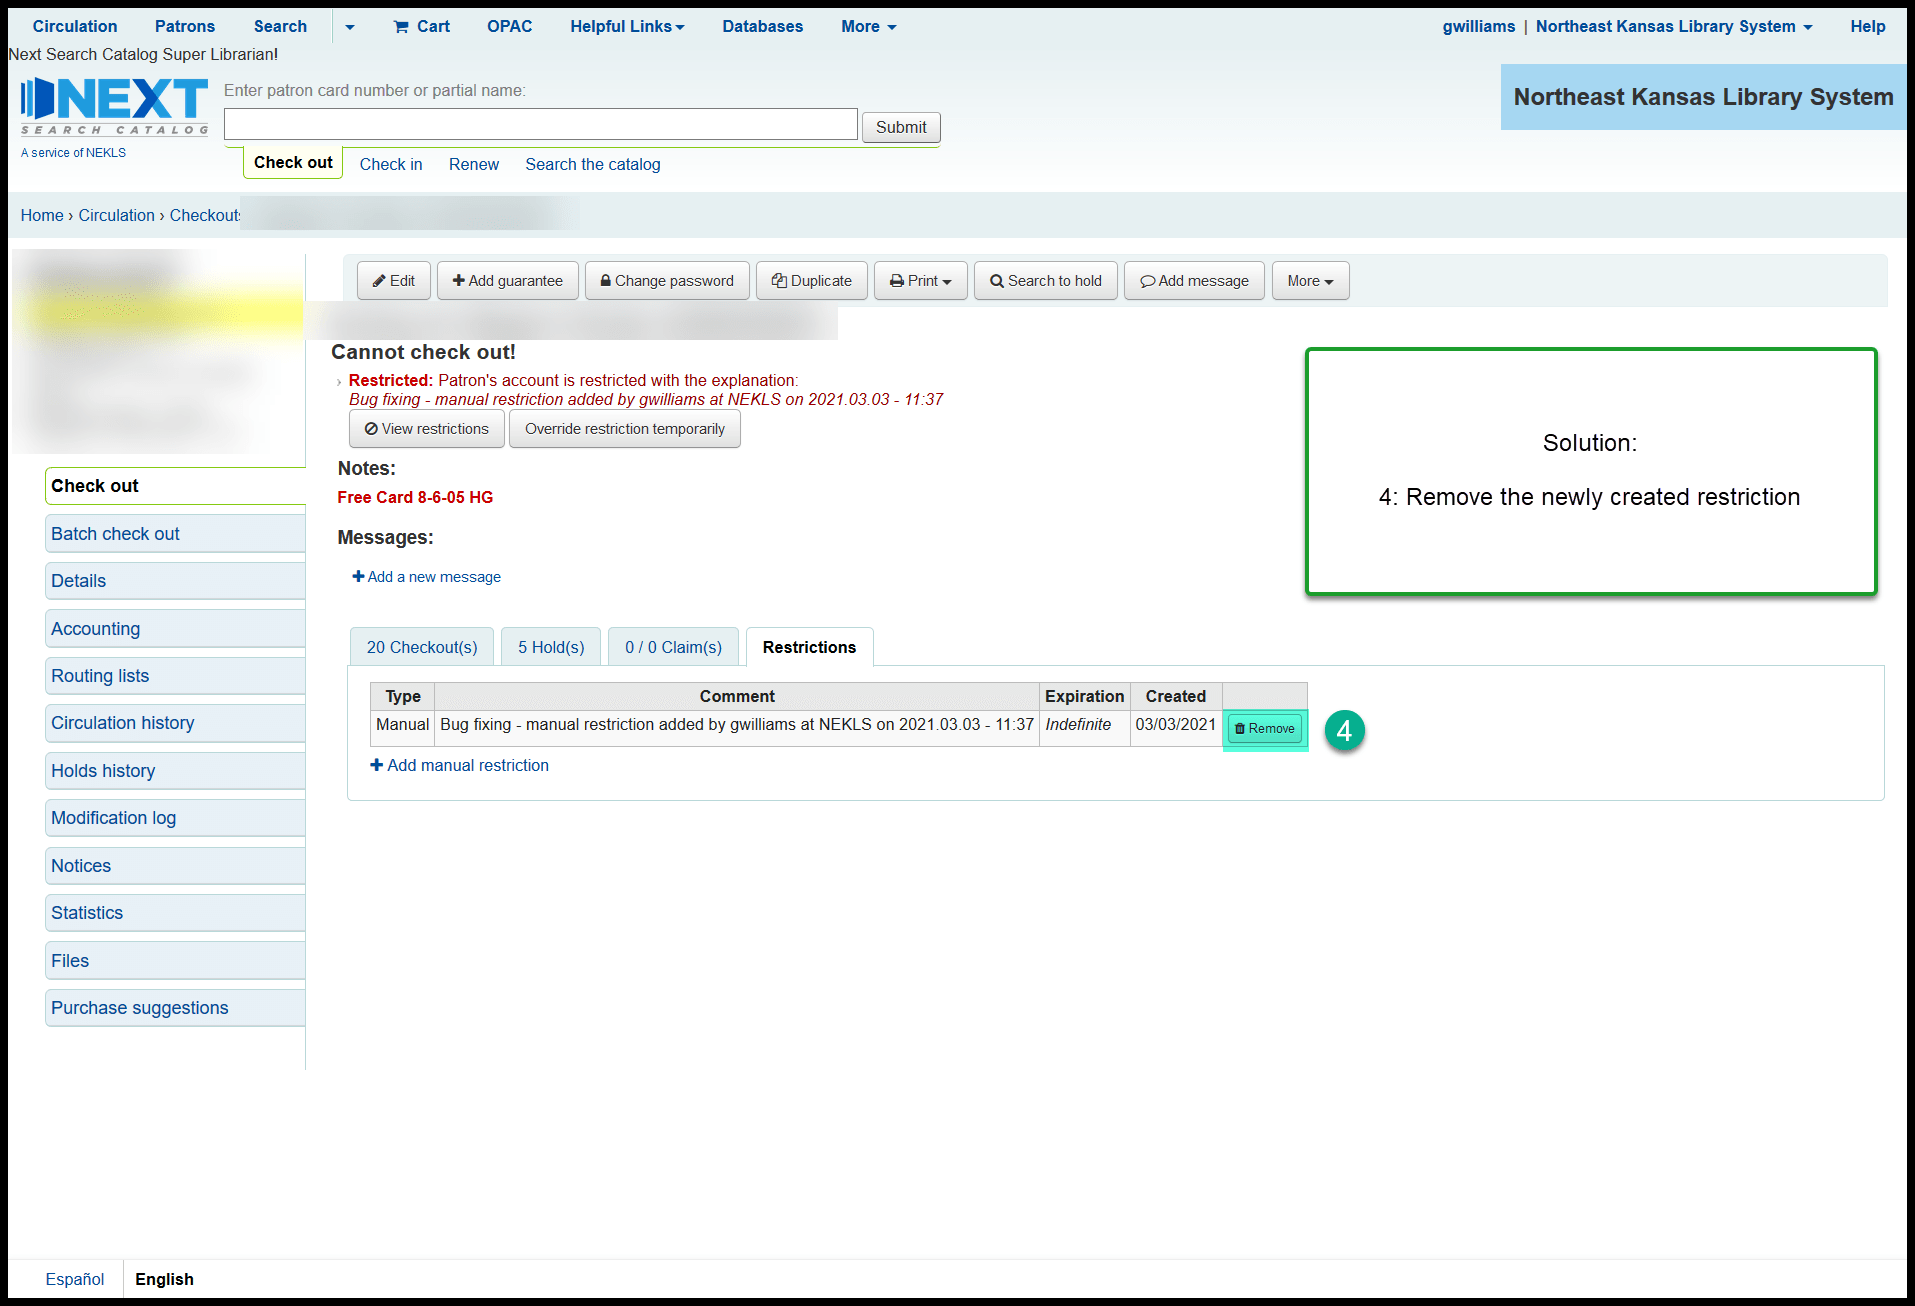 Circulation Patrons Search Cart OPAC Helpful Links Databases More gwilliams | Northeast Kansas Library System Help
Next Search Catalog Super Librarian!
NEXT
SEARCH CATALOG
A service of NEKLS
Enter patron card number or partial name:
Submit
Northeast Kansas Library System
Check out Check in Renew Search the catalog
Home › Circulation › Checkouts
Edit Add guarantee Change password Duplicate Print Search to hold Add message More
Cannot check out!
Restricted: Patron's account is restricted with the explanation:
Bug fixing - manual restriction added by gwilliams at NEKLS on 2021.03.03 - 11:37
View restrictions Override restriction temporarily
Notes:
Free Card 8-6-05 HG
Messages:
Add a new message
Solution:
4: Remove the newly created restriction
Check out
Batch check out
Details
Accounting
Routing lists
Circulation history
Holds history
Modification log
Notices
Statistics
Files
Purchase suggestions
20 Checkout(s) 5 Hold(s) 0 / 0 Claim(s) Restrictions
Type Comment Expiration Created
Manual Bug fixing - manual restriction added by gwilliams at NEKLS on 2021.03.03 - 11:37 Indefinite 03/03/2021 Remove 4
Add manual restriction
Español English